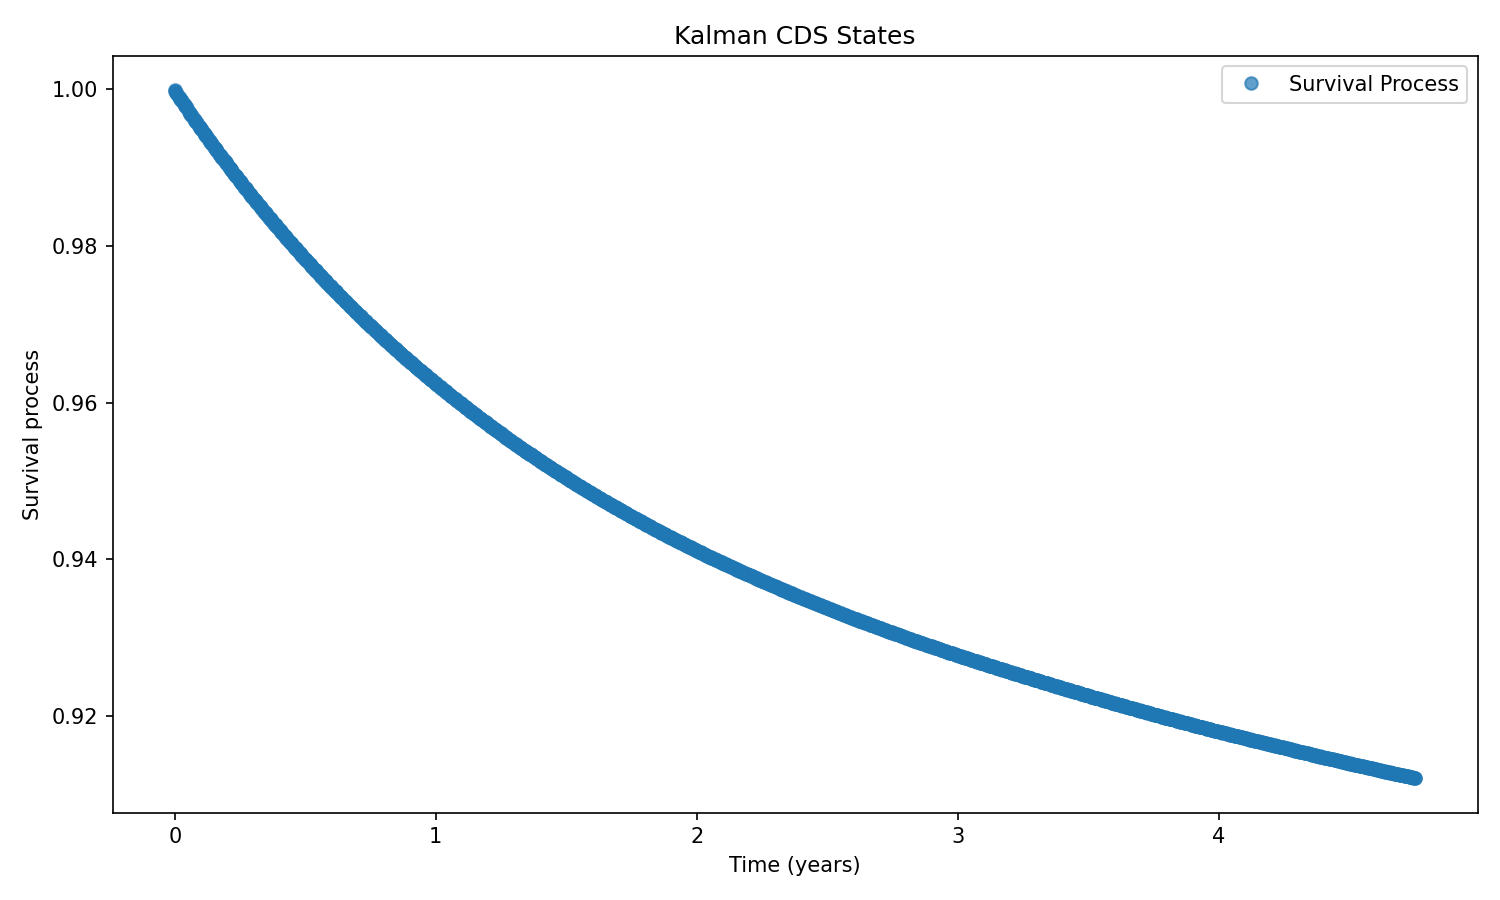 Kalman CDS States
Survival Process
Survival process
1.00
0.98
0.96
0.94
0.92
0
1
2
3
4
Time (years)